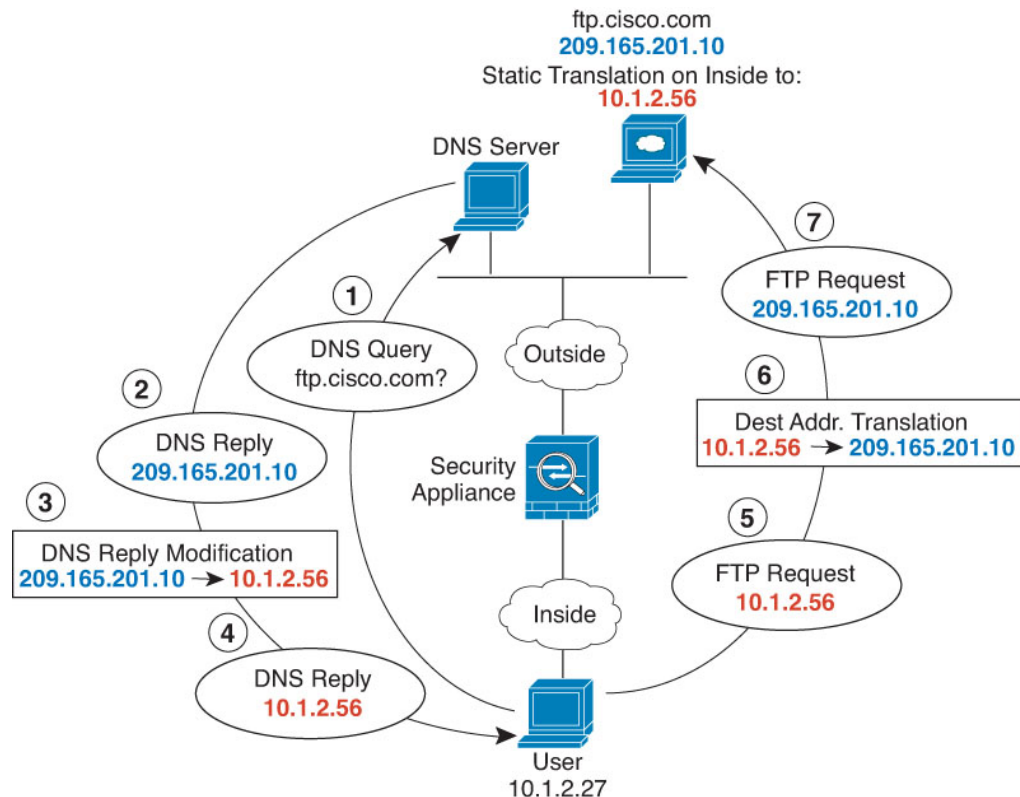 ftp.cisco.com
209.165.201.10
Static Translation on Inside to:
10.1.2.56
DNS Server
7
FTP Request
209.165.201.10
1
DNS Query
ftp.cisco.com?
Outside
6
Dest Addr. Translation
10.1.2.56 → 209.165.201.10
2
DNS Reply
209.165.201.10
Security
Appliance
3
DNS Reply Modification
209.165.201.10 → 10.1.2.56
5
FTP Request
10.1.2.56
Inside
4
DNS Reply
10.1.2.56
User
10.1.2.27